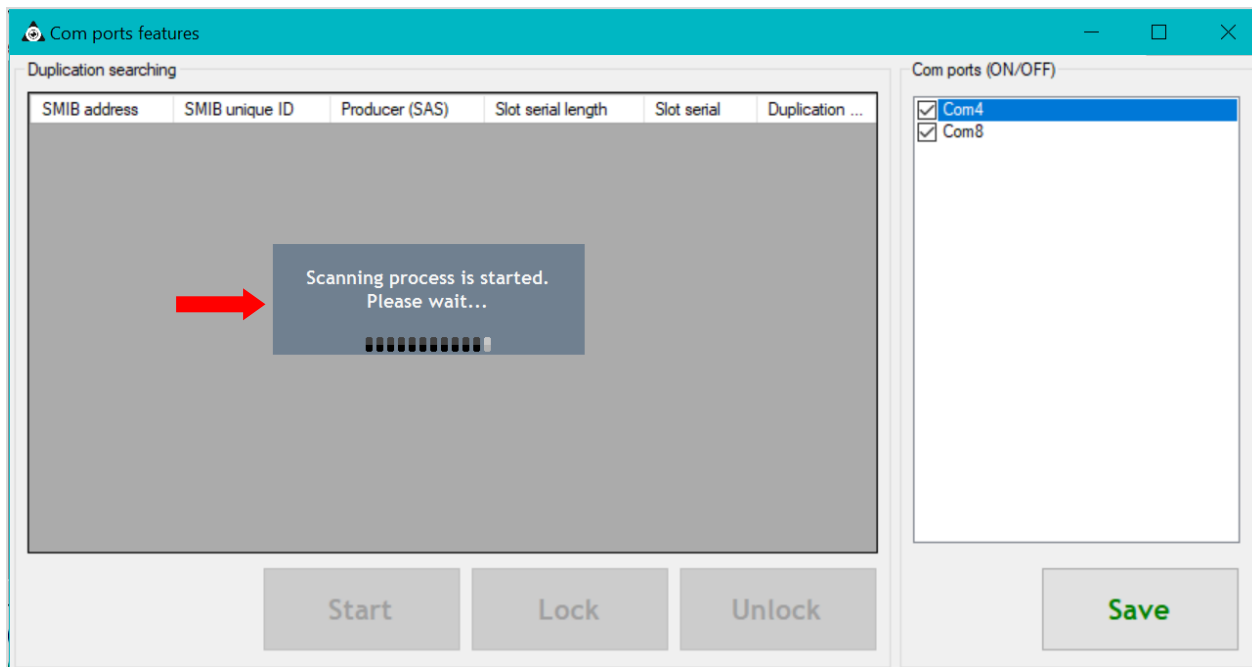 Com ports features
Duplication searching
Com ports (ON/OFF)
SMIB address SMIB unique ID Producer (SAS) Slot serial length Slot serial Duplication ...
Com4
Com8
Scanning process is started.
Please wait...
Start Lock Unlock Save